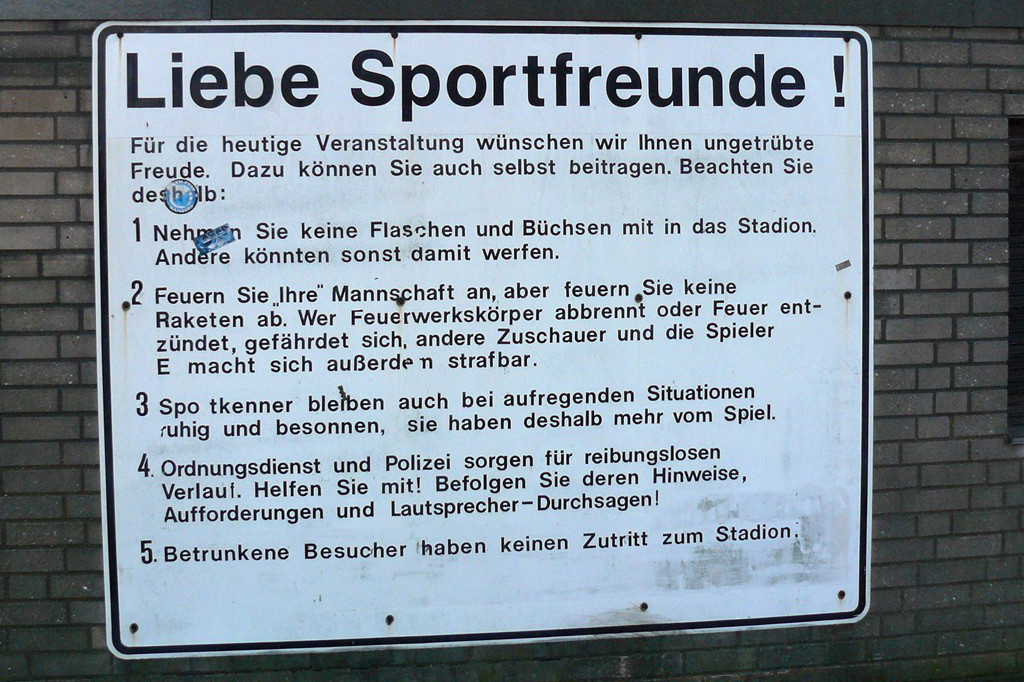 Liebe Sportfreunde !
Für die heutige Veranstaltung wünschen wir Ihnen ungetrübte
Freude. Dazu können Sie auch selbst beitragen. Beachten Sie
deshalb:
1 Nehmen Sie keine Flaschen und Büchsen mit in das Stadion.
Andere könnten sonst damit werfen.
2 Feuern Sie „Ihre" Mannschaft an, aber feuern Sie keine
Raketen ab. Wer Feuerwerkskörper abbrennt oder Feuer ent-
zündet, gefährdet sich, andere Zuschauer und die Spieler
E macht sich außerdem strafbar.
3 Spo tkenner bleiben auch bei aufregenden Situationen
ruhig und besonnen, sie haben deshalb mehr vom Spiel.
4. Ordnungsdienst und Polizei sorgen für reibungslosen
Verlauf. Helfen Sie mit! Befolgen Sie deren Hinweise,
Aufforderungen und Lautsprecher-Durchsagen!
5. Betrunkene Besucher haben keinen Zutritt zum Stadion.